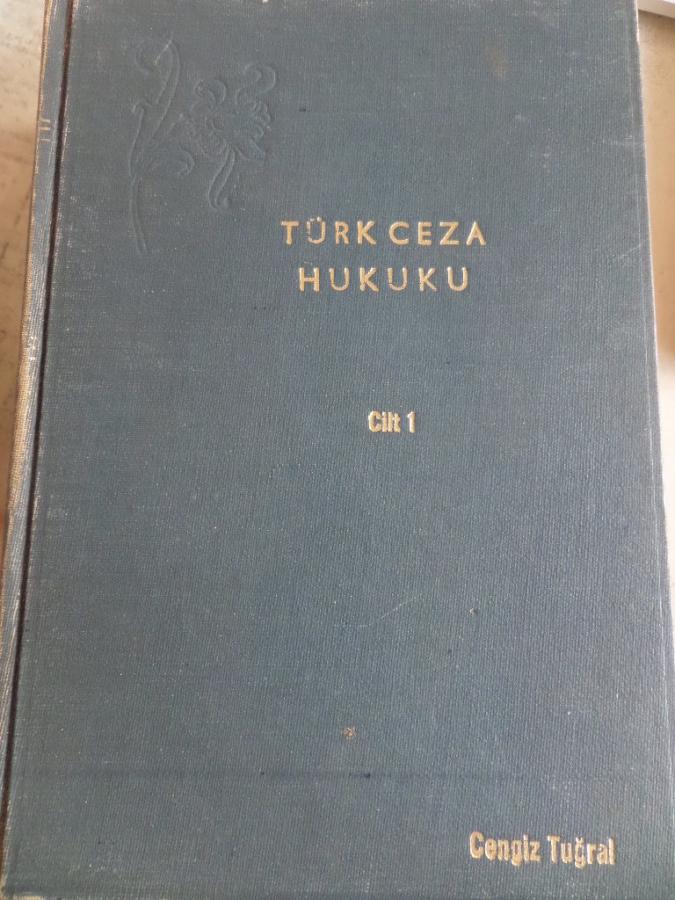 TÜRK CEZA
HUKUKU
Cilt 1
Cengiz Tuğral